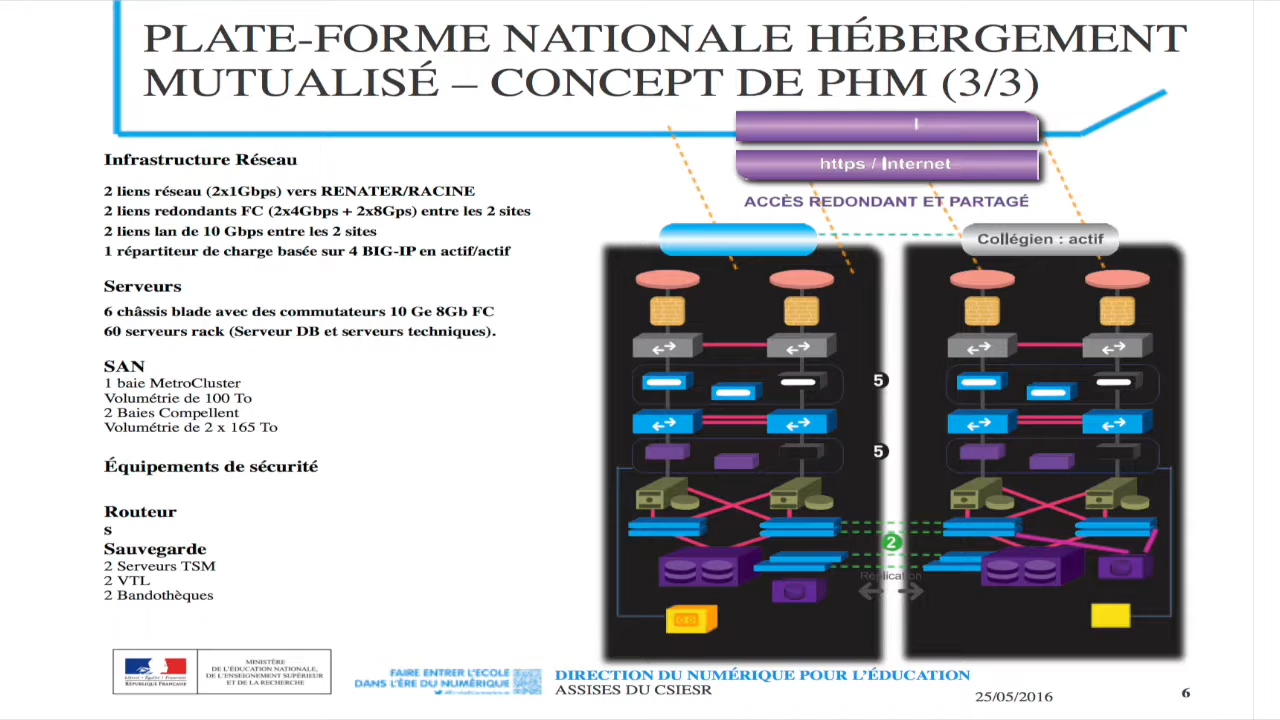 PLATE-FORME NATIONALE HÉBERGEMENT
MUTUALISÉ – CONCEPT DE PHM (3/3)
https / Internet
ACCÈS REDONDANT ET PARTAGÉ
Collégien : actif
Infrastructure Réseau
2 liens réseau (2x1Gbps) vers RENATER/RACINE
2 liens redondants FC (2x4Gbps + 2x8Gps) entre les 2 sites
2 liens lan de 10 Gbps entre les 2 sites
1 répartiteur de charge basée sur 4 BIG-IP en actif/actif
Serveurs
6 châssis blade avec des commutateurs 10 Ge 8Gb FC
60 serveurs rack (Serveur DB et serveurs techniques).
SAN
1 baie MetroCluster
Volumétrie de 100 To
2 Baies Compellent
Volumétrie de 2 x 165 To
Équipements de sécurité
Routeur
s
Sauvegarde
2 Serveurs TSM
2 VTL
2 Bandothèques
5
5
2
Réplication
RÉPUBLIQUE FRANÇAISE
MINISTÈRE
DE L'ÉDUCATION NATIONALE,
DE L'ENSEIGNEMENT SUPÉRIEUR
ET DE LA RECHERCHE
FAIRE ENTRER L'ECOLE
DANS L'ÈRE DU NUMÉRIQUE
DIRECTION DU NUMÉRIQUE POUR L'ÉDUCATION
ASSISES DU CSIESR
25/05/2016
6